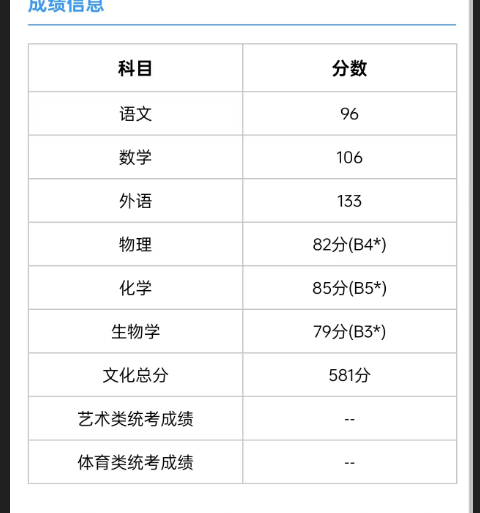 成绩信息
科目 分数
语文 96
数学 106
外语 133
物理 82分(B4*)
化学 85分(B5*)
生物学 79分(B3*)
文化总分 581分
艺术类统考成绩 --
体育类统考成绩 --